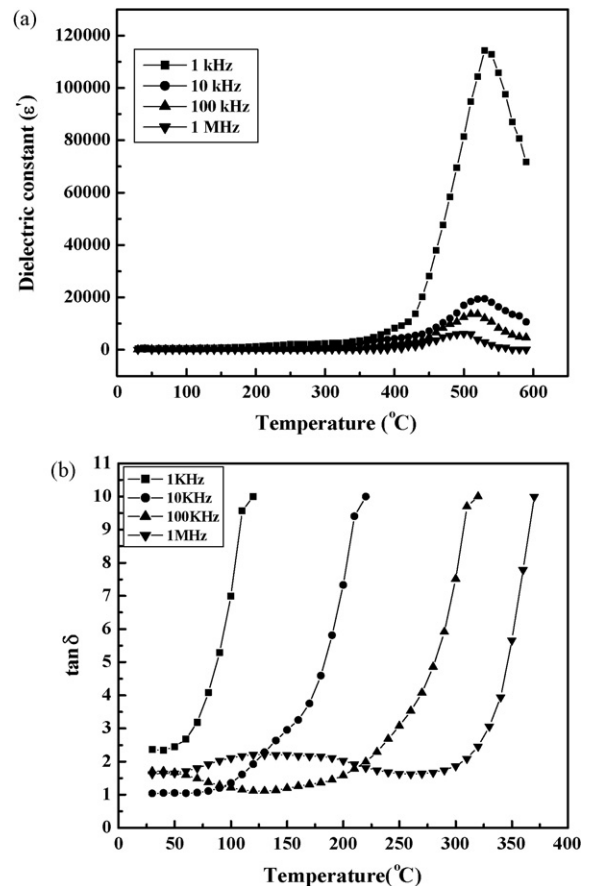 (a)
120000
100000
80000
60000
40000
20000
0
Dielectric constant (ε')
1 kHz
10 kHz
100 kHz
1 MHz
0 100 200 300 400 500 600
Temperature (°C)
(b)
11
10
9
8
7
6
5
4
3
2
1
0
tan δ
1KHz
10KHz
100KHz
1MHz
0 50 100 150 200 250 300 350 400
Temperature(°C)